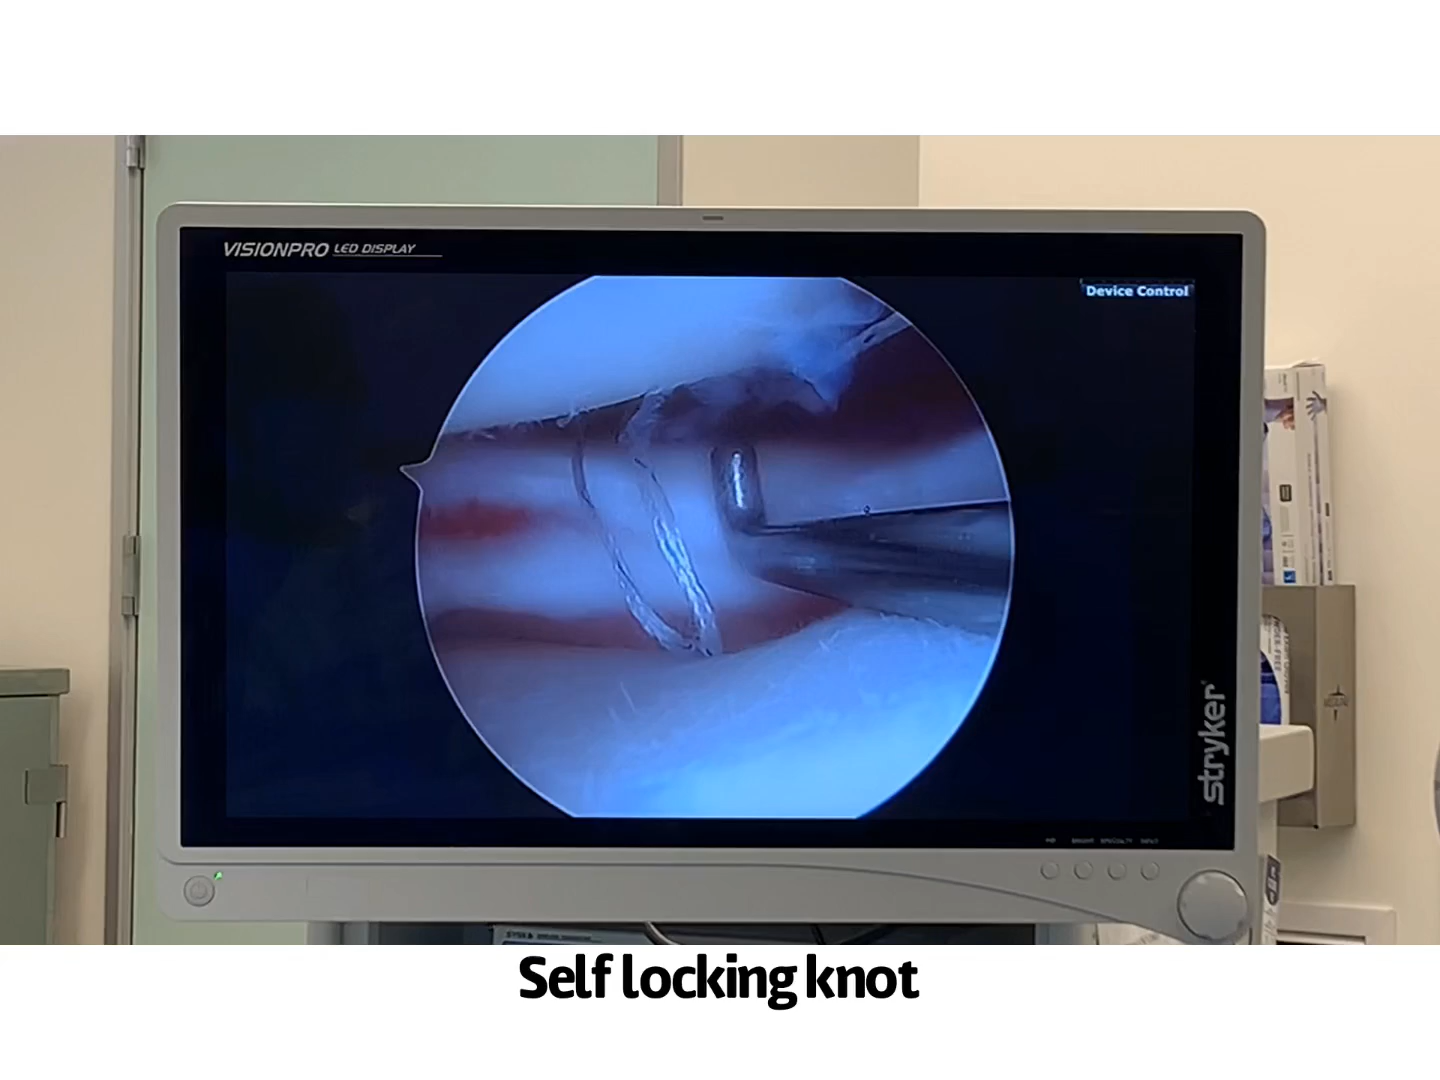 VISIONPRO LED DISPLAY
Device Control
stryker
Self locking knot